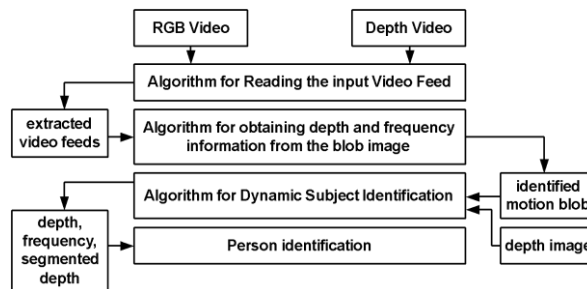 RGB Video
Depth Video
Algorithm for Reading the input Video Feed
extracted
video feeds
Algorithm for obtaining depth and frequency
information from the blob image
Algorithm for Dynamic Subject Identification
identified
motion blob
depth,
frequency,
segmented
depth
Person identification
depth image